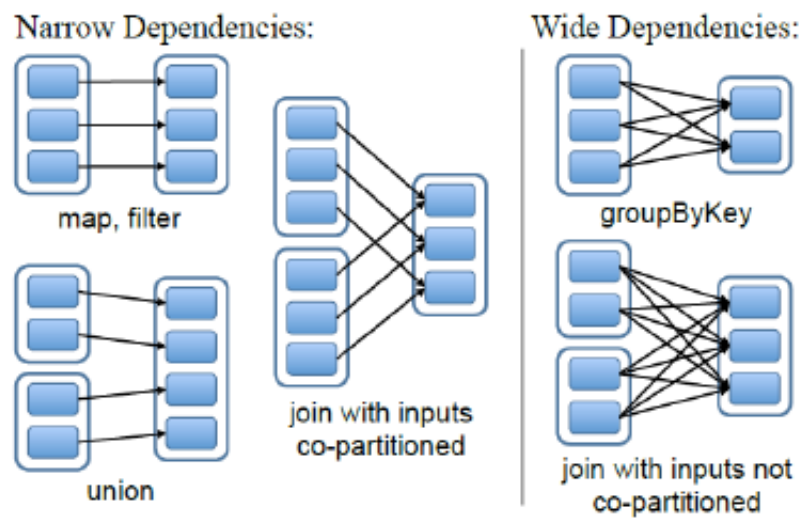 Narrow Dependencies:
map, filter
union
join with inputs
co-partitioned
Wide Dependencies:
groupByKey
join with inputs not
co-partitioned